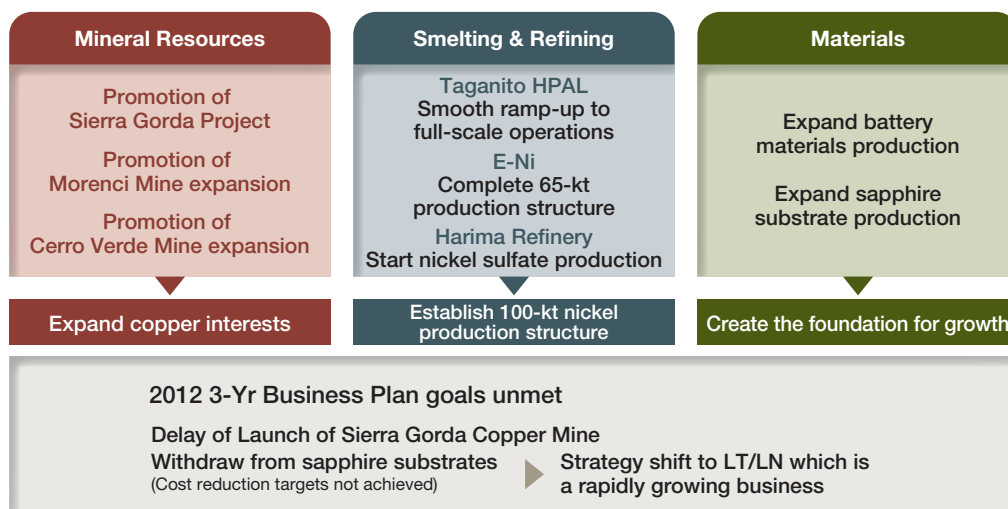 Mineral Resources
Promotion of
Sierra Gorda Project
Promotion of
Morenci Mine expansion
Promotion of
Cerro Verde Mine expansion
Expand copper interests
Smelting & Refining
Taganito HPAL
Smooth ramp-up to
full-scale operations
E-Ni
Complete 65-kt
production structure
Harima Refinery
Start nickel sulfate production
Establish 100-kt nickel
production structure
Materials
Expand battery
materials production
Expand sapphire
substrate production
Create the foundation for growth
2012 3-Yr Business Plan goals unmet
Delay of Launch of Sierra Gorda Copper Mine
Withdraw from sapphire substrates
(Cost reduction targets not achieved)
Strategy shift to LT/LN which is
a rapidly growing business